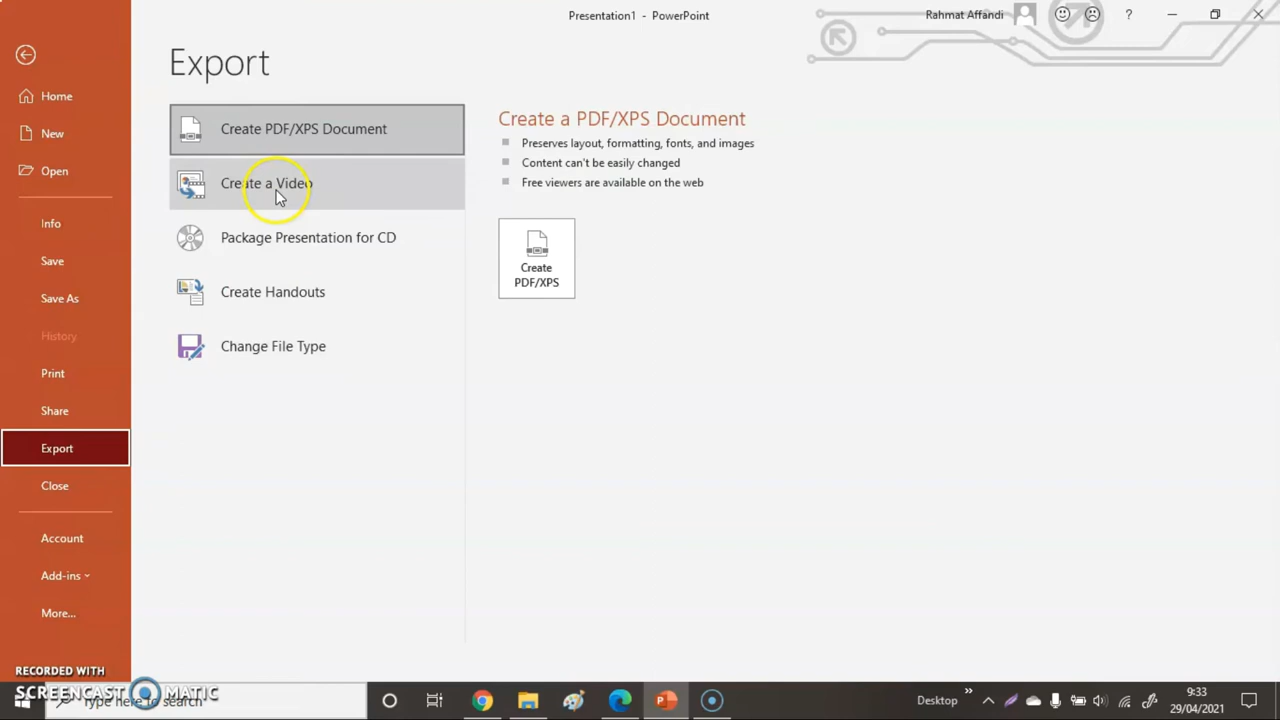 Presentation1 - PowerPoint
Rahmat Affandi
?
Export
Home
New
Open
Info
Save
Save As
History
Print
Share
Export
Close
Account
Add-ins
More...
Create PDF/XPS Document
Create a Video
Package Presentation for CD
Create Handouts
Change File Type
Create a PDF/XPS Document
Preserves layout, formatting, fonts, and images
Content can't be easily changed
Free viewers are available on the web
Create
PDF/XPS
RECORDED WITH
SCREENCAST MATIC
Type here to search
Desktop
9:33
29/04/2021